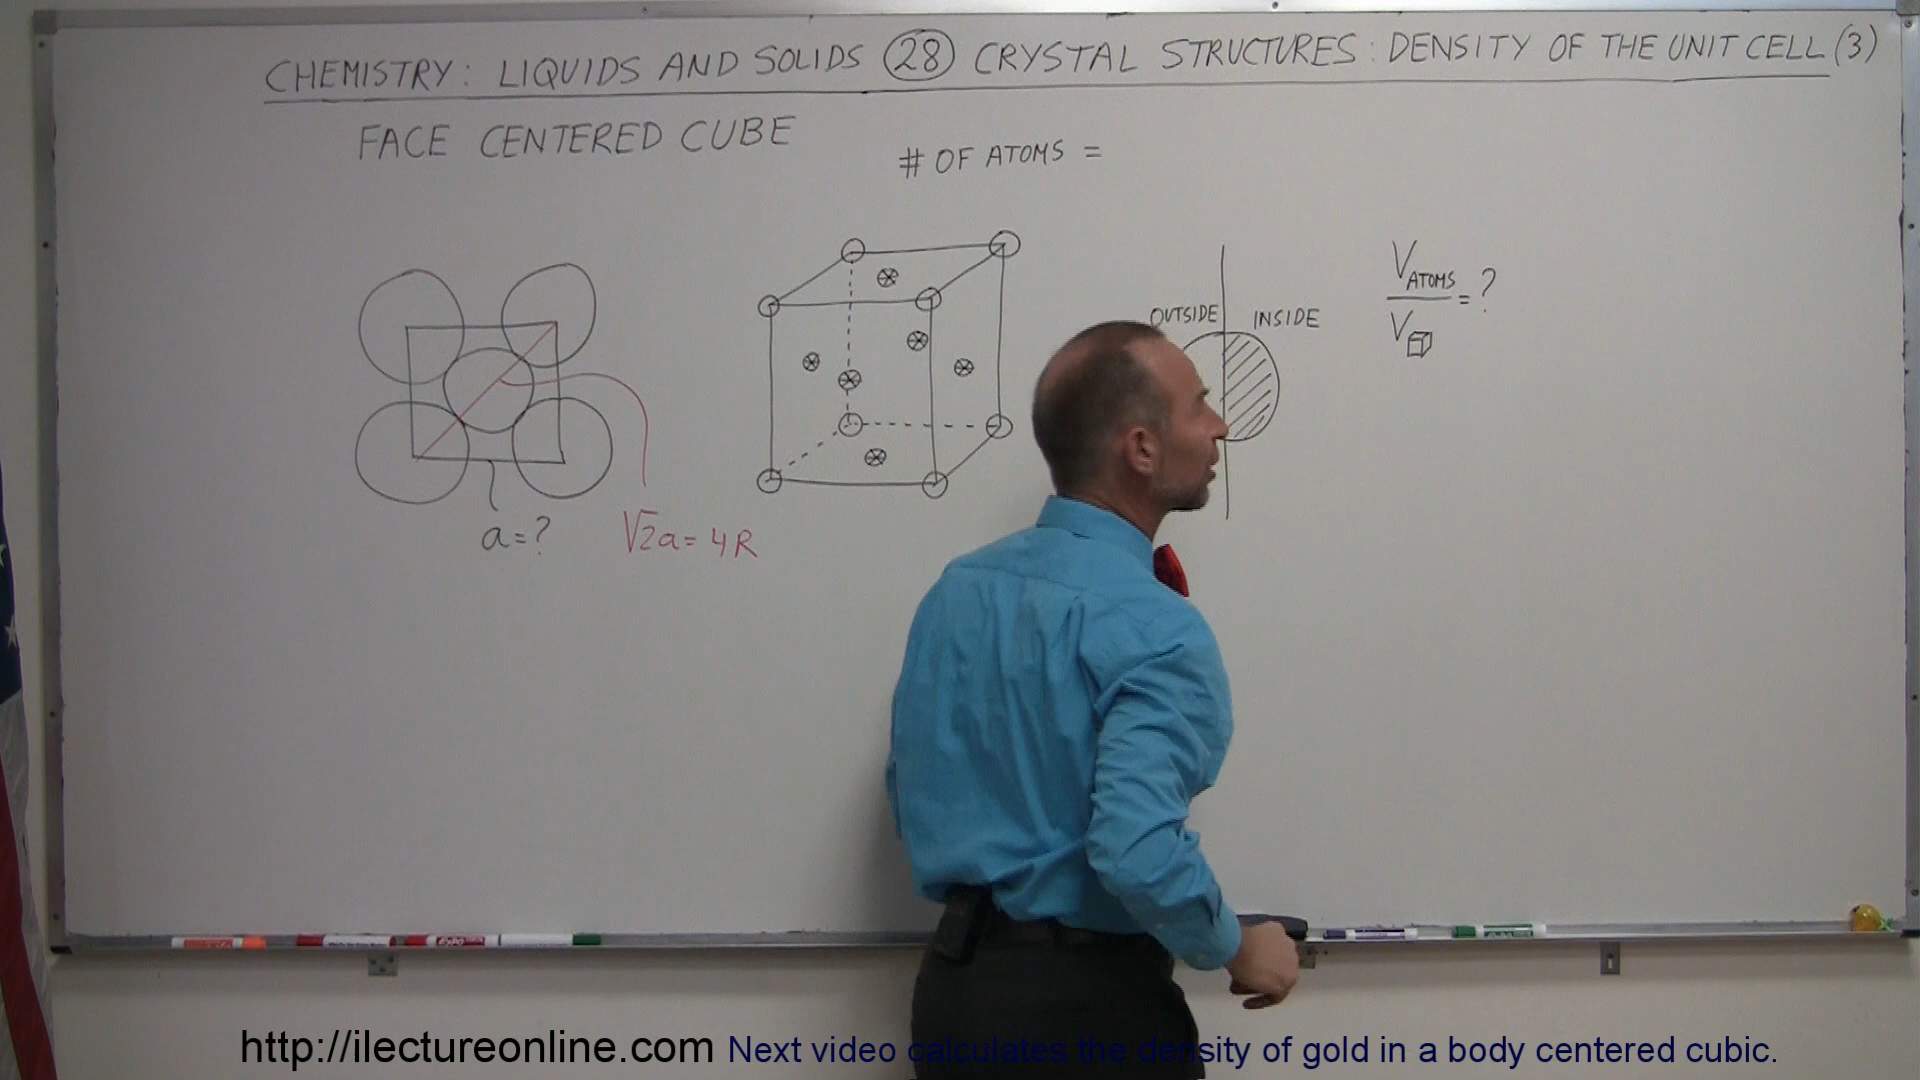 CHEMISTRY: LIQUIDS AND SOLIDS 28 CRYSTAL STRUCTURES: DENSITY OF THE UNIT CELL (3)
FACE CENTERED CUBE
# OF ATOMS =
OUTSIDE INSIDE
V ATOMS / V = ?
a = ?
√2a = 4R
http://ilectureonline.com Next video calculates the density of gold in a body centered cubic.